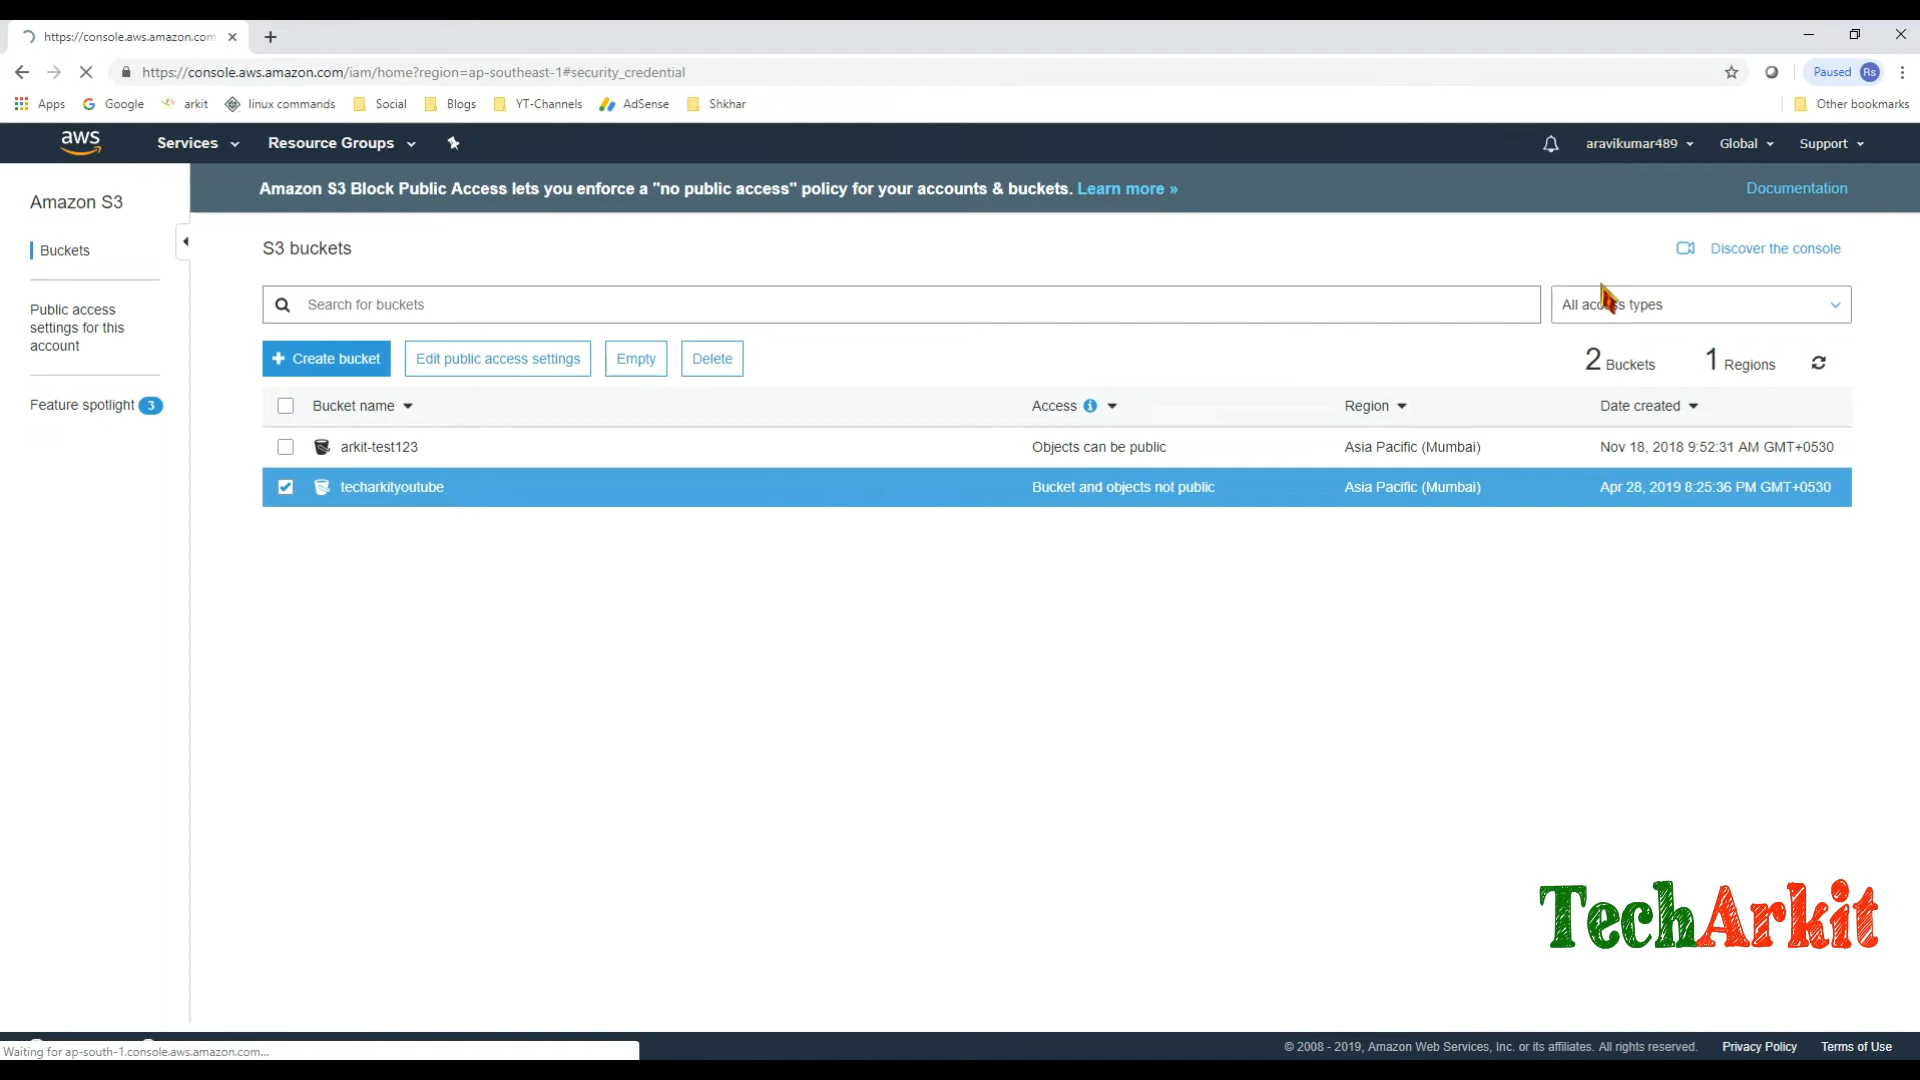 https://console.aws.amazon.com
https://console.aws.amazon.com/iam/home?region=ap-southeast-1#security_credential
Paused Rs
Apps Google arkit linux commands Social Blogs YT-Channels AdSense Shkhar Other bookmarks
aws Services Resource Groups aravikumar489 Global Support
Amazon S3 Block Public Access lets you enforce a "no public access" policy for your accounts & buckets. Learn more » Documentation
Amazon S3
Buckets
Public access
settings for this
account
Feature spotlight 3
S3 buckets Discover the console
Search for buckets All access types
+ Create bucket Edit public access settings Empty Delete 2 Buckets 1 Regions
Bucket name Access Region Date created
arkit-test123 Objects can be public Asia Pacific (Mumbai) Nov 18, 2018 9:52:31 AM GMT+0530
techarkityoutube Bucket and objects not public Asia Pacific (Mumbai) Apr 28, 2019 8:25:36 PM GMT+0530
TechArkit
Waiting for ap-south-1.console.aws.amazon.com...
© 2008 - 2019, Amazon Web Services, Inc. or its affiliates. All rights reserved. Privacy Policy Terms of Use